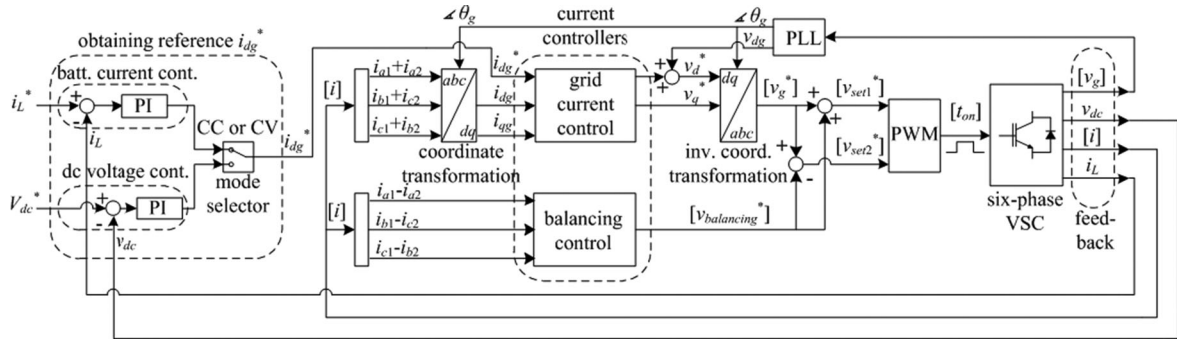 obtaining reference i_dg^*
batt. current cont.
i_L^*
+
-
PI
i_L
CC or CV
i_dg^*
mode
selector
dc voltage cont.
V_dc^*
+
-
PI
v_dc
∡θ_g
current
controllers
∡θ_g
v_dg
PLL
[i]
i_a1+i_a2
i_b1+i_c2
i_c1+i_b2
abc
dq
coordinate
transformation
i_dg^*
i_dg
i_qg
grid
current
control
+
+
v_d^*
v_q^*
dq
abc
inv. coord.
transformation
[v_g^*]
+
+
+
-
[v_set1^*]
[v_set2^*]
PWM
[t_on]
six-phase
VSC
[v_g]
v_dc
[i]
i_L
feed-
back
[i]
i_a1-i_a2
i_b1-i_c2
i_c1-i_b2
balancing
control
[v_balancing^*]